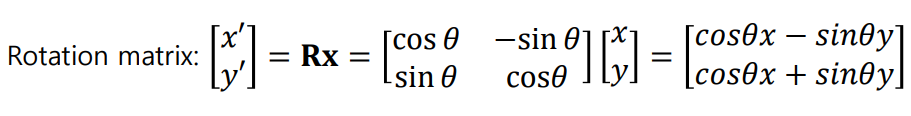 Rotation matrix: [x′ y′] = Rx = [cos θ −sin θ sin θ cosθ] [x y] = [cosθx − sinθy cosθx + sinθy]